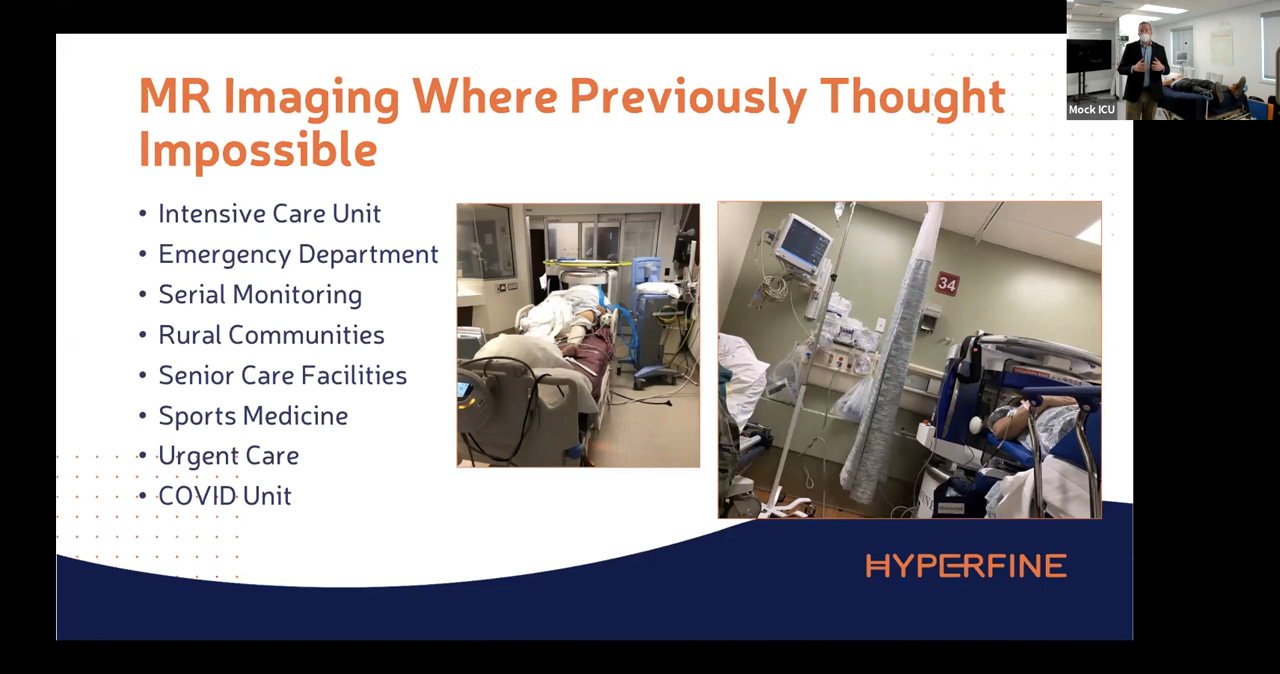 MR Imaging Where Previously Thought
Impossible
Mock ICU
• Intensive Care Unit
• Emergency Department
• Serial Monitoring
• Rural Communities
• Senior Care Facilities
• Sports Medicine
• Urgent Care
• COVID Unit
34
HYPERFINE